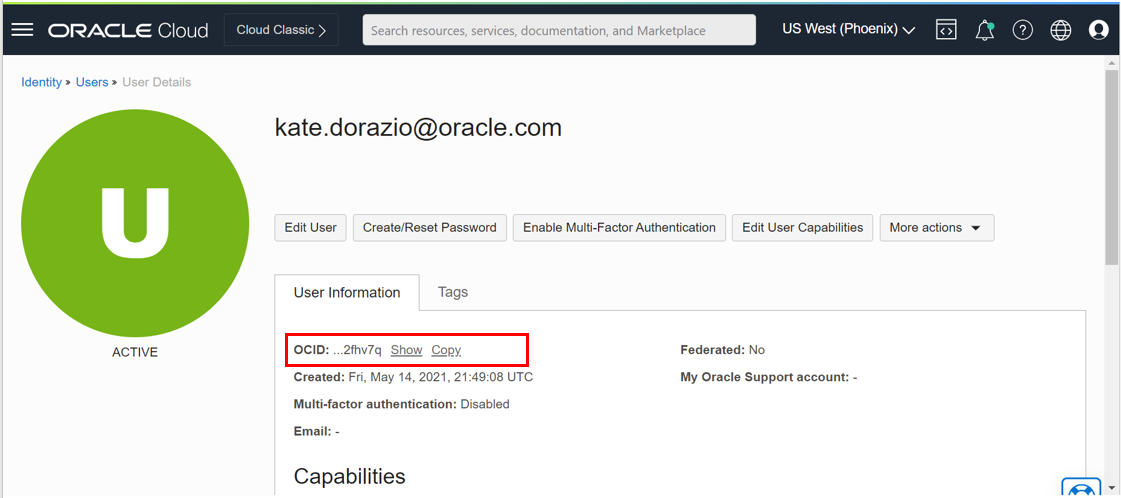 ORACLE Cloud Cloud Classic Search resources, services, documentation, and Marketplace US West (Phoenix)
Identity » Users » User Details
kate.dorazio@oracle.com
U
Edit User Create/Reset Password Enable Multi-Factor Authentication Edit User Capabilities More actions
User Information Tags
ACTIVE
OCID: ...2fhv7q Show Copy Federated: No
Created: Fri, May 14, 2021, 21:49:08 UTC My Oracle Support account: -
Multi-factor authentication: Disabled
Email: -
Capabilities